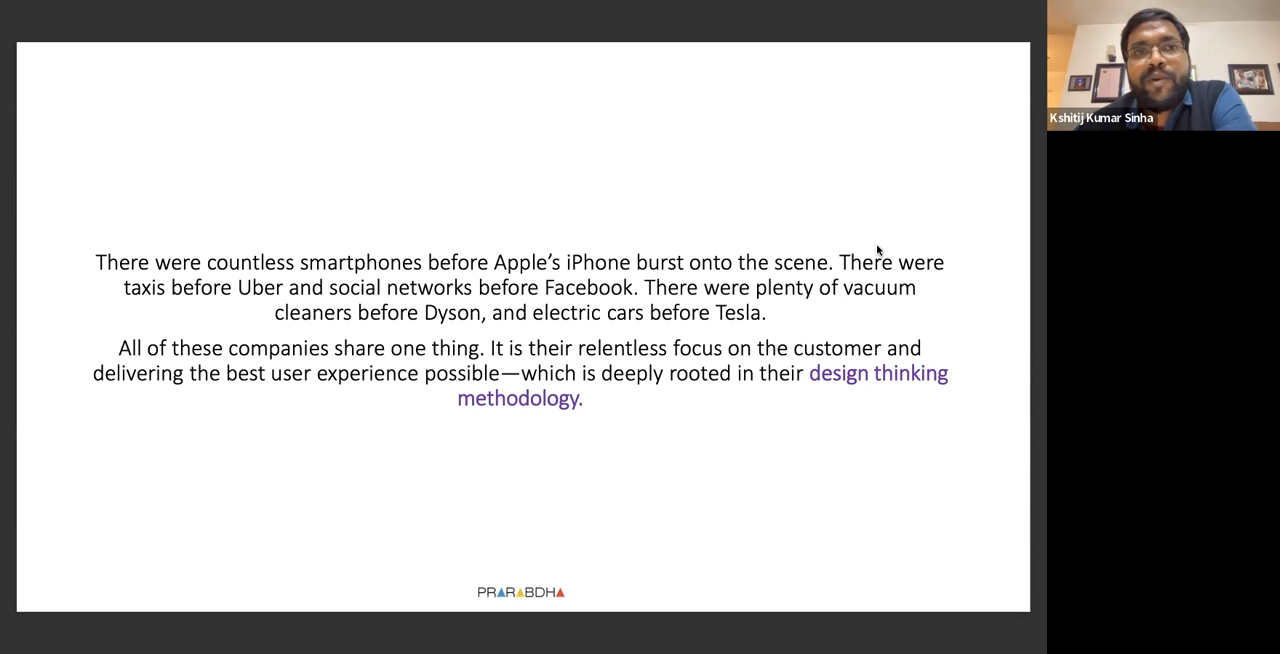 There were countless smartphones before Apple’s iPhone burst onto the scene. There were
taxis before Uber and social networks before Facebook. There were plenty of vacuum
cleaners before Dyson, and electric cars before Tesla.
All of these companies share one thing. It is their relentless focus on the customer and
delivering the best user experience possible—which is deeply rooted in their design thinking
methodology.
PRARABDHA
Kshitij Kumar Sinha